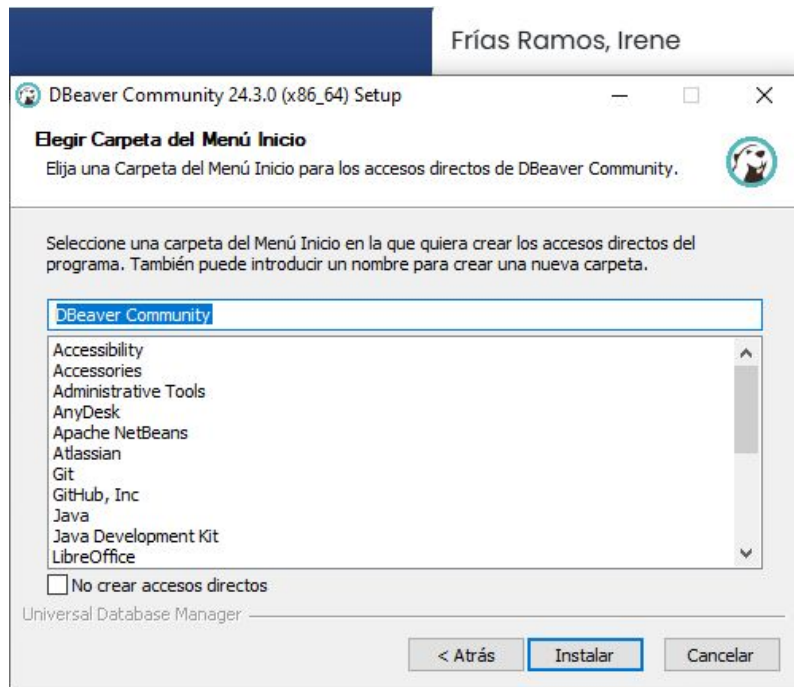 Frías Ramos, Irene
DBeaver Community 24.3.0 (x86_64) Setup
Elegir Carpeta del Menú Inicio
Elija una Carpeta del Menú Inicio para los accesos directos de DBeaver Community.
Seleccione una carpeta del Menú Inicio en la que quiera crear los accesos directos del
programa. También puede introducir un nombre para crear una nueva carpeta.
DBeaver Community
Accessibility
Accessories
Administrative Tools
AnyDesk
Apache NetBeans
Atlassian
Git
GitHub, Inc
Java
Java Development Kit
LibreOffice
No crear accesos directos
Universal Database Manager
< Atrás Instalar Cancelar